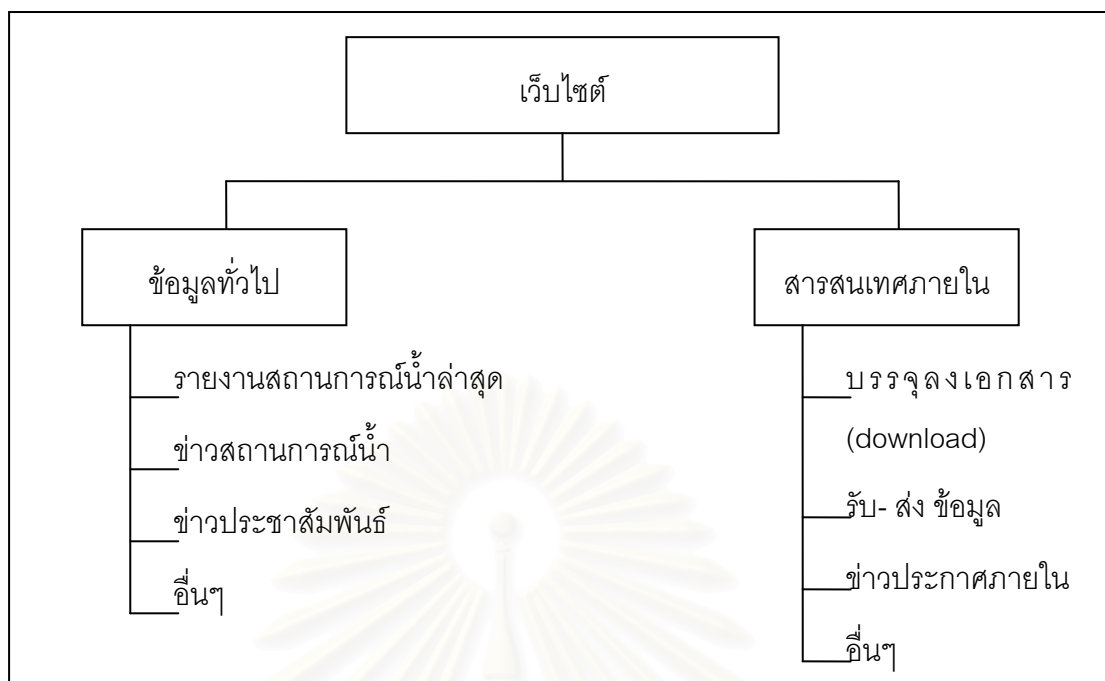 เว็บไซต์
ข้อมูลทั่วไป
รายงานสถานการณ์น้ำล่าสุด
ข่าวสถานการณ์น้ำ
ข่าวประชาสัมพันธ์
อื่นๆ
สารสนเทศภายใน
บรรจุลงเอกสาร
(download)
รับ- ส่ง ข้อมูล
ข่าวประกาศภายใน
อื่นๆ